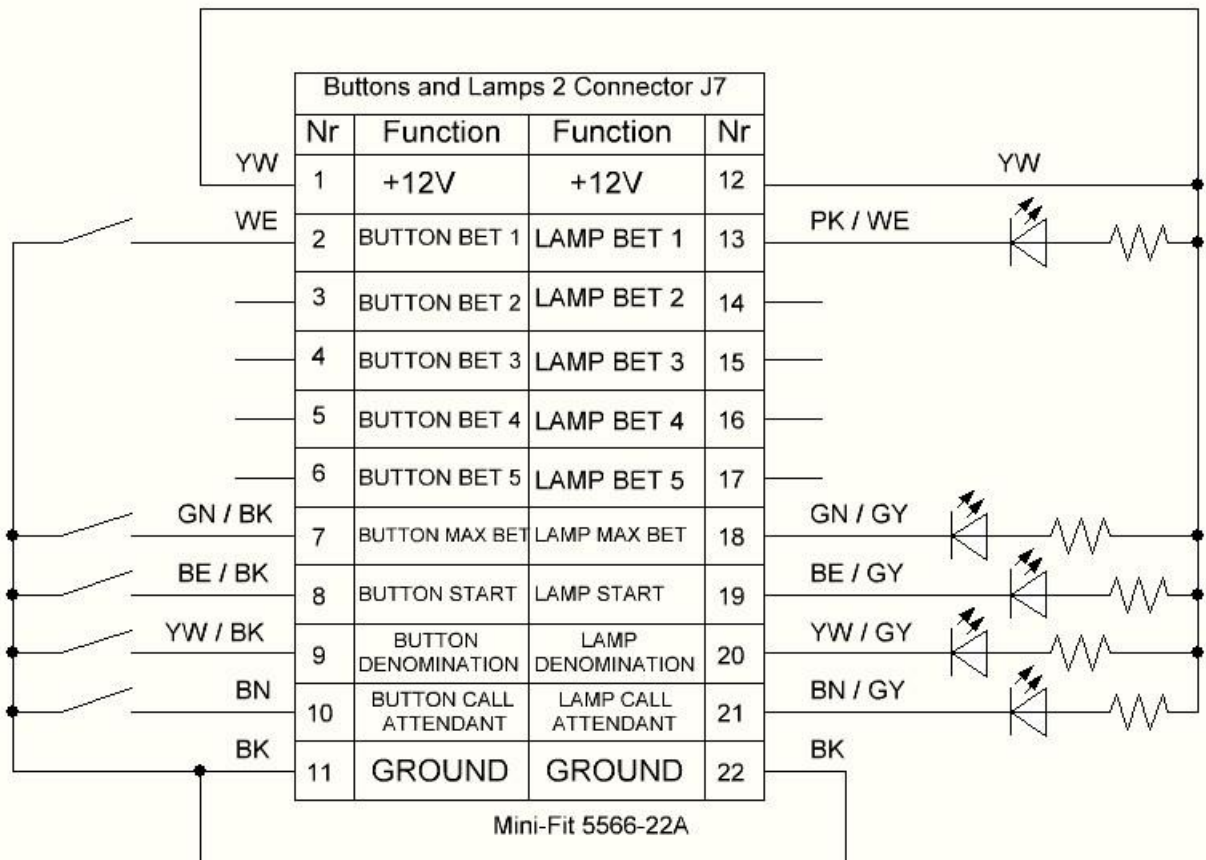 Buttons and Lamps 2 Connector J7
Nr Function Function Nr
YW 1 +12V +12V 12 YW
WE 2 BUTTON BET 1 LAMP BET 1 13 PK / WE
3 BUTTON BET 2 LAMP BET 2 14
4 BUTTON BET 3 LAMP BET 3 15
5 BUTTON BET 4 LAMP BET 4 16
6 BUTTON BET 5 LAMP BET 5 17
GN / BK 7 BUTTON MAX BET LAMP MAX BET 18 GN / GY
BE / BK 8 BUTTON START LAMP START 19 BE / GY
YW / BK 9 BUTTON DENOMINATION LAMP DENOMINATION 20 YW / GY
BN 10 BUTTON CALL ATTENDANT LAMP CALL ATTENDANT 21 BN / GY
BK 11 GROUND GROUND 22 BK
Mini-Fit 5566-22A